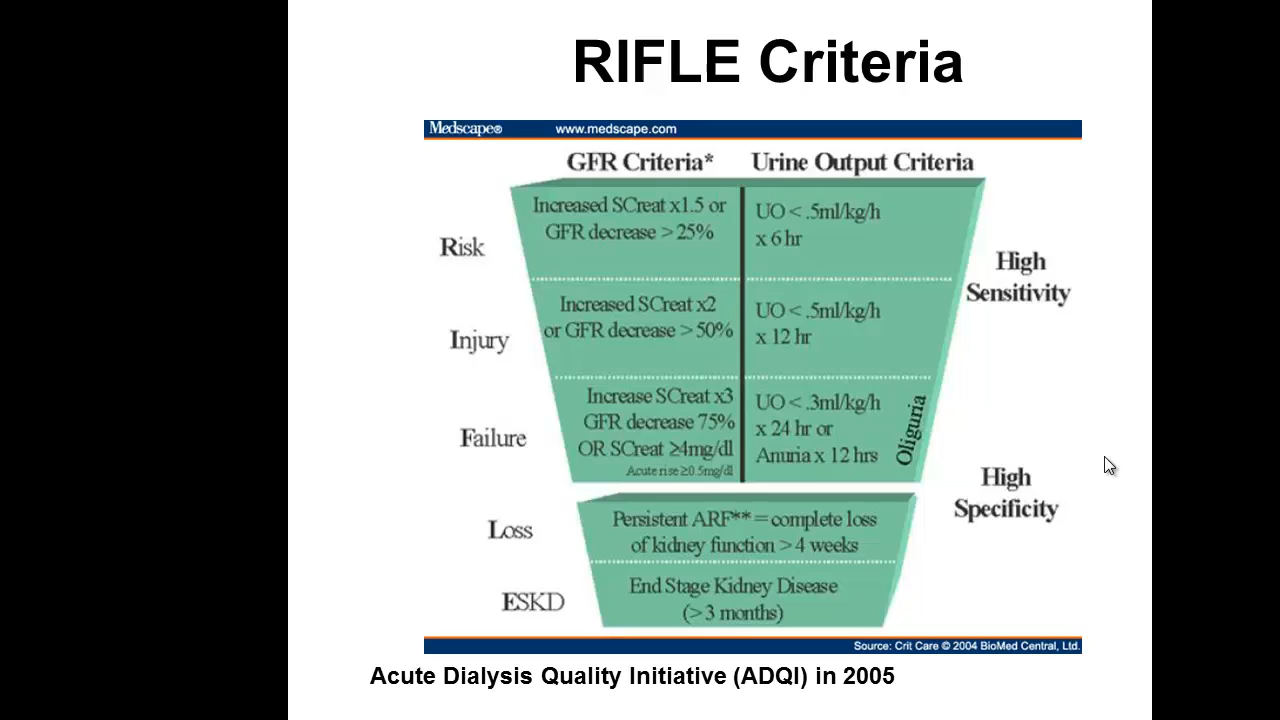 RIFLE Criteria
Medscape® www.medscape.com
GFR Criteria* Urine Output Criteria
Risk
Increased SCreat x1.5 or
GFR decrease > 25%
UO < .5ml/kg/h
x 6 hr
High
Sensitivity
Injury
Increased SCreat x2
or GFR decrease > 50%
UO < .5ml/kg/h
x 12 hr
Failure
Increase SCreat x3
GFR decrease 75%
OR SCreat ≥4mg/dl
Acute rise ≥0.5mg/dl
UO < .3ml/kg/h
x 24 hr or
Anuria x 12 hrs
Oliguria
High
Specificity
Loss
Persistent ARF** = complete loss
of kidney function > 4 weeks
ESKD
End Stage Kidney Disease
(> 3 months)
Source: Crit Care © 2004 BioMed Central, Ltd.
Acute Dialysis Quality Initiative (ADQI) in 2005